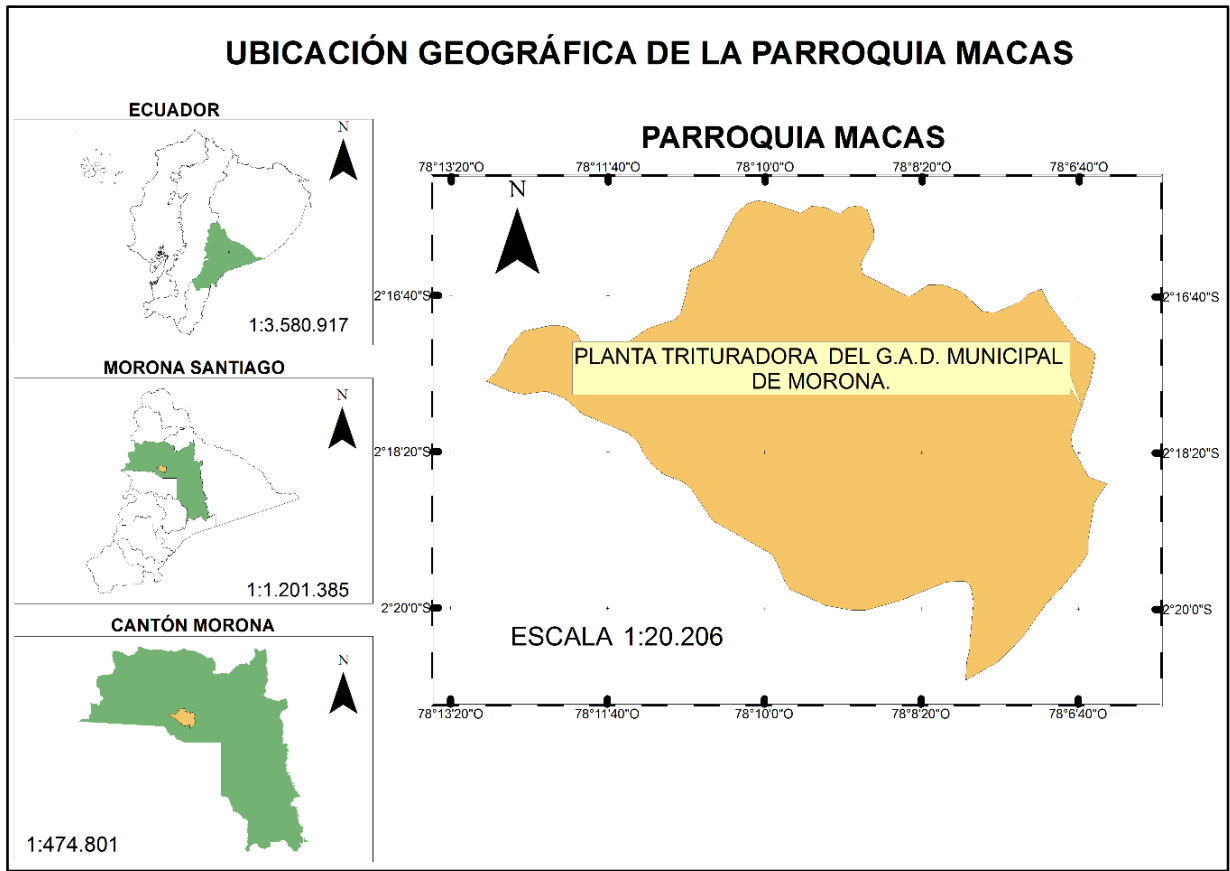 UBICACIÓN GEOGRÁFICA DE LA PARROQUIA MACAS
ECUADOR
N
1:3.580.917
MORONA SANTIAGO
N
1:1.201.385
CANTÓN MORONA
N
1:474.801
PARROQUIA MACAS
78°13'20"O 78°11'40"O 78°10'0"O 78°8'20"O 78°6'40"O
N
2°16'40"S 2°16'40"S
PLANTA TRITURADORA DEL G.A.D. MUNICIPAL
DE MORONA.
2°18'20"S 2°18'20"S
2°20'0"S 2°20'0"S
ESCALA 1:20.206
78°13'20"O 78°11'40"O 78°10'0"O 78°8'20"O 78°6'40"O